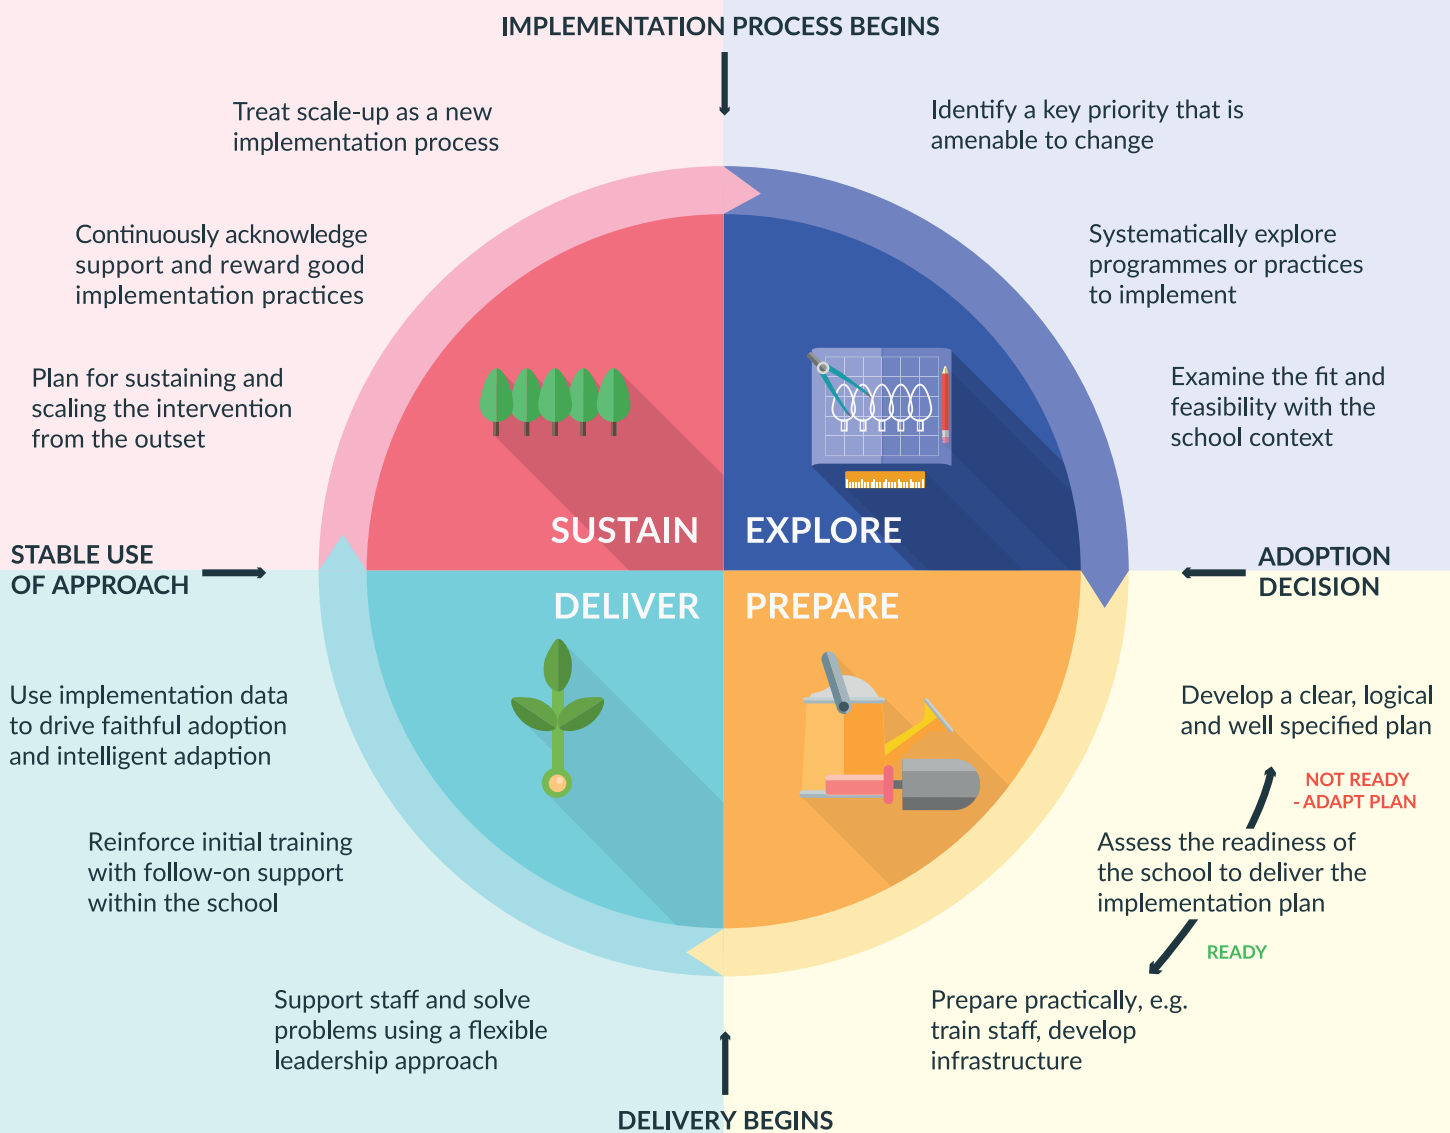 IMPLEMENTATION PROCESS BEGINS
Identify a key priority that is
amenable to change
Systematically explore
programmes or practices
to implement
Examine the fit and
feasibility with the
school context
EXPLORE
ADOPTION
DECISION
PREPARE
Develop a clear, logical
and well specified plan
NOT READY
- ADAPT PLAN
Assess the readiness of
the school to deliver the
implementation plan
READY
Prepare practically, e.g.
train staff, develop
infrastructure
DELIVERY BEGINS
DELIVER
Support staff and solve
problems using a flexible
leadership approach
Reinforce initial training
with follow-on support
within the school
Use implementation data
to drive faithful adoption
and intelligent adaption
STABLE USE
OF APPROACH
SUSTAIN
Plan for sustaining and
scaling the intervention
from the outset
Continuously acknowledge
support and reward good
implementation practices
Treat scale-up as a new
implementation process